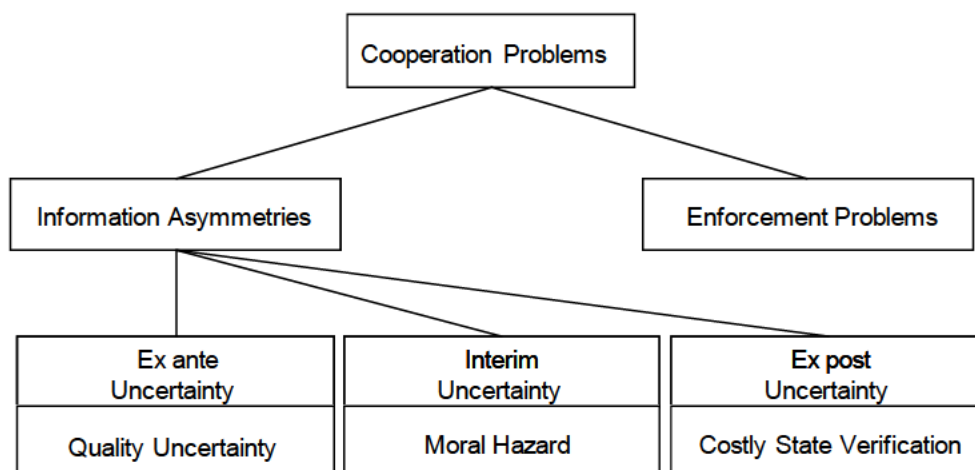 Cooperation Problems
Information Asymmetries
Enforcement Problems
Ex ante
Uncertainty
Interim
Uncertainty
Ex post
Uncertainty
Quality Uncertainty
Moral Hazard
Costly State Verification